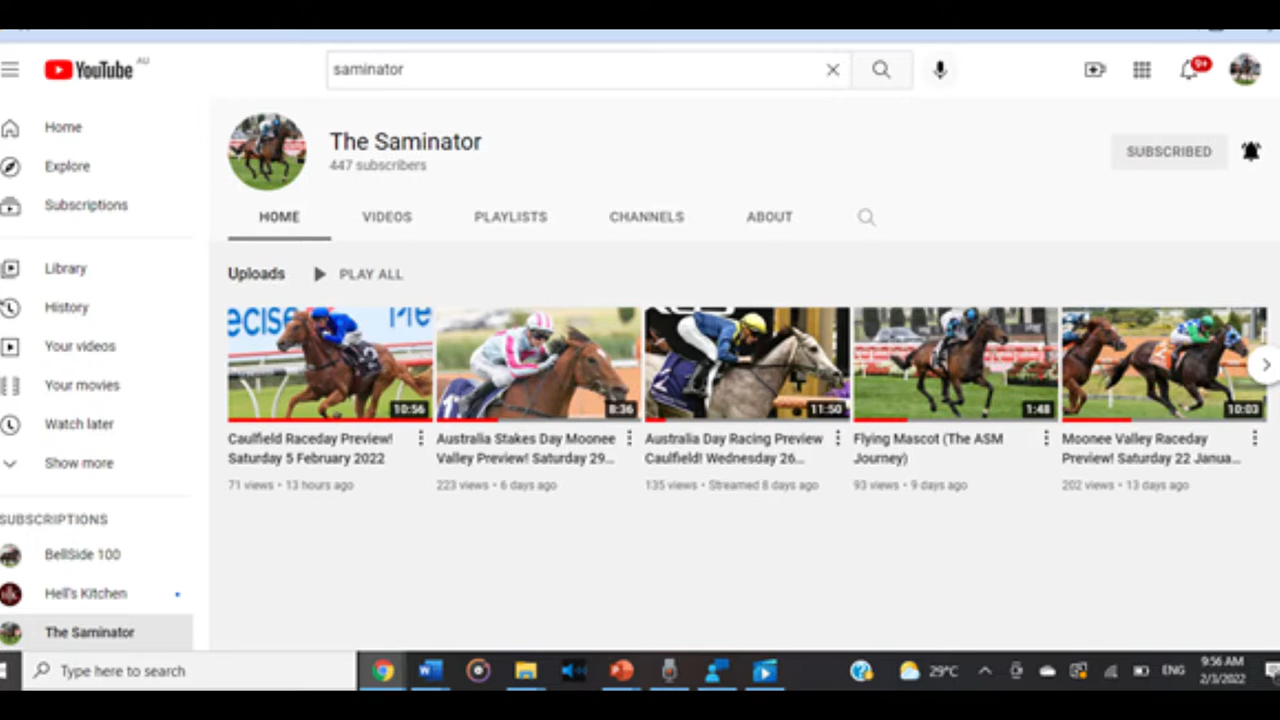 YouTube AU
saminator
9+
Home
Explore
Subscriptions
Library
History
Your videos
Your movies
Watch later
Show more
SUBSCRIPTIONS
BellSide 100
Hell's Kitchen
The Saminator
The Saminator
447 subscribers
SUBSCRIBED
HOME
VIDEOS
PLAYLISTS
CHANNELS
ABOUT
Uploads
PLAY ALL
10:56
Caulfield Raceday Preview!
Saturday 5 February 2022
71 views • 13 hours ago
8:36
Australia Stakes Day Moonee
Valley Preview! Saturday 29...
223 views • 6 days ago
2
11:50
Australia Day Racing Preview
Caulfield! Wednesday 26...
135 views • Streamed 8 days ago
1:48
Flying Mascot (The ASM
Journey)
93 views • 9 days ago
10:03
Moonee Valley Raceday
Preview! Saturday 22 Janua...
202 views • 13 days ago
Type here to search
29°C
ENG
9:56 AM
2/3/2022